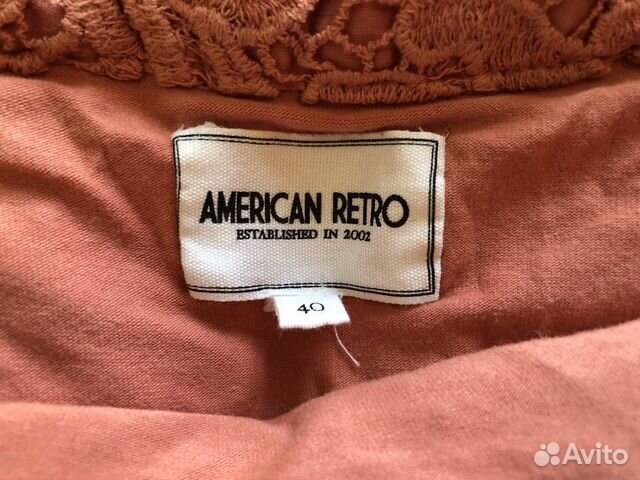 AMERICAN RETRO
ESTABLISHED IN 2002
40
Avito